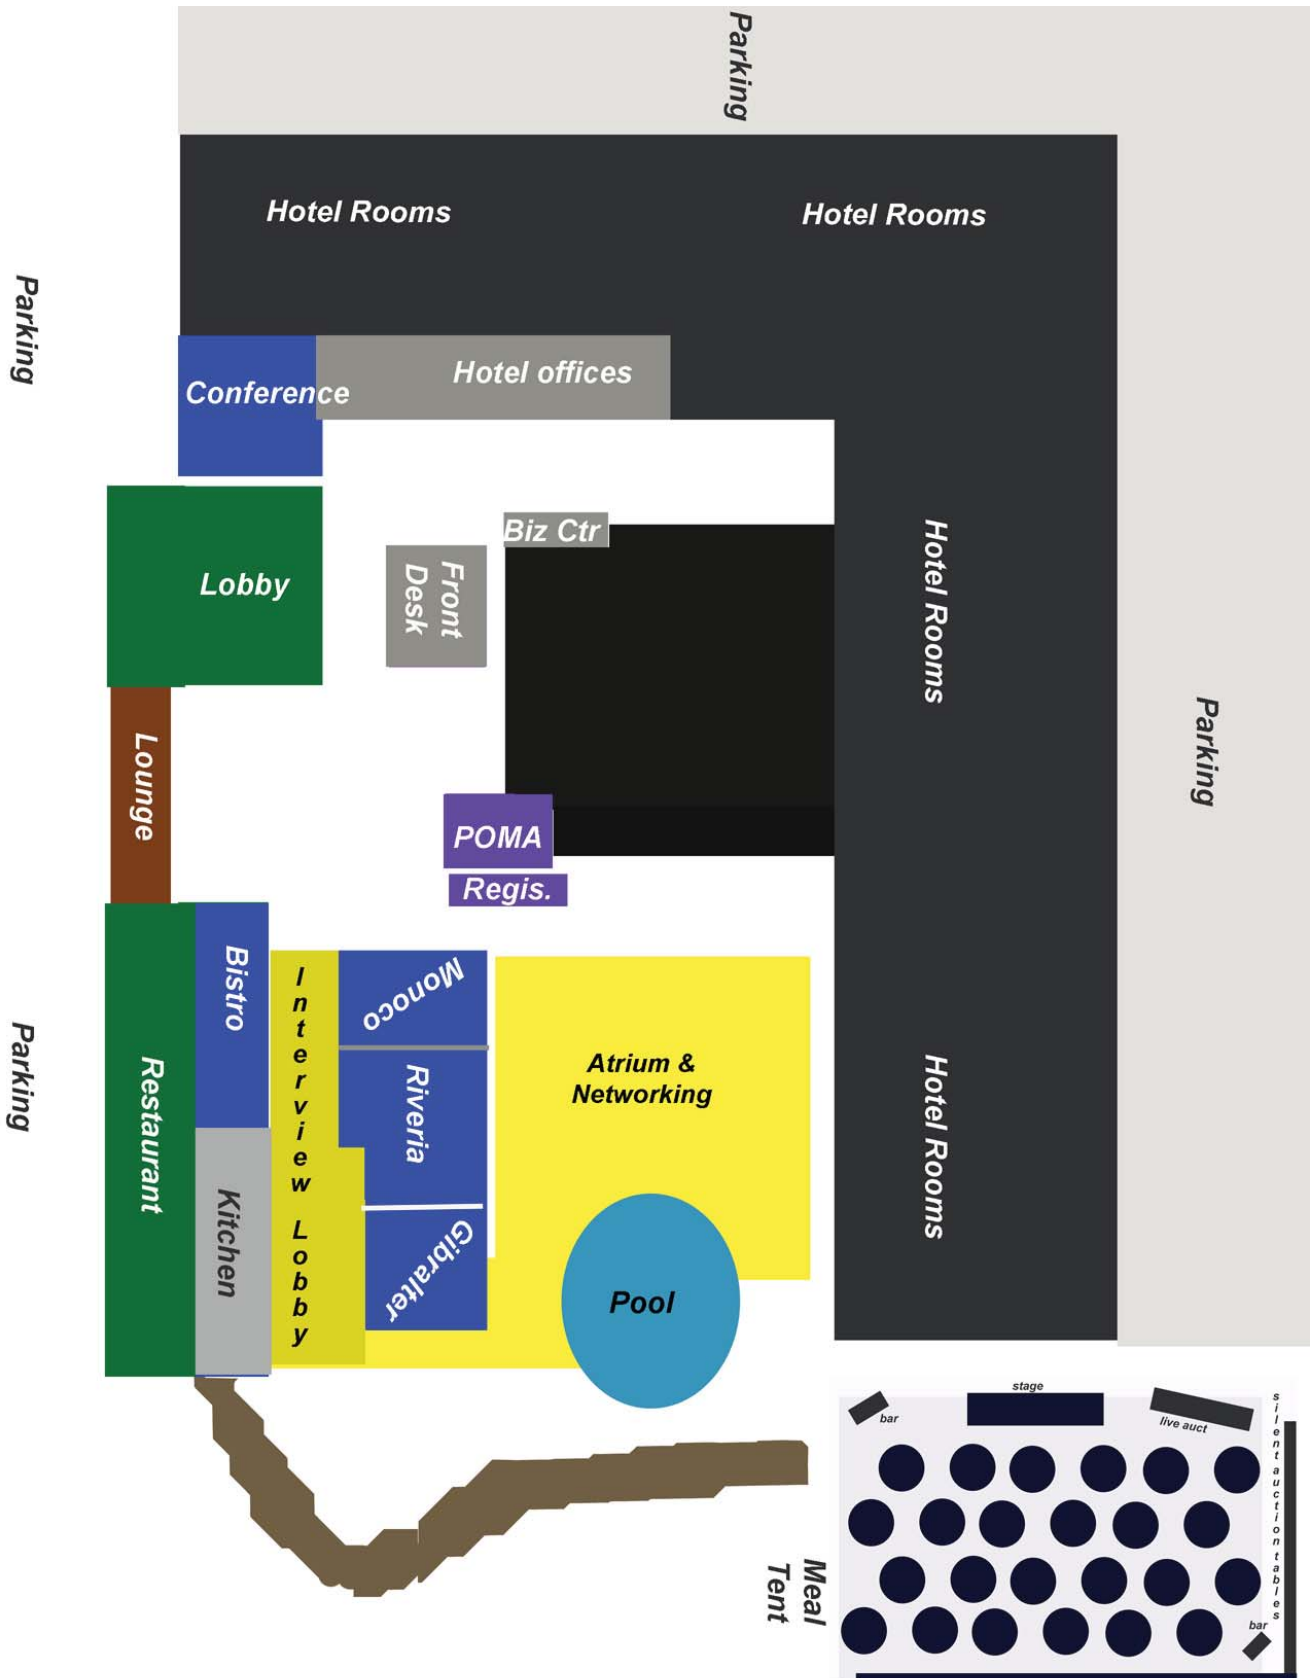 Parking
Hotel Rooms
Hotel Rooms
Parking
Hotel offices
Conference
Biz Ctr
Front
Desk
Lobby
Hotel Rooms
Parking
Lounge
POMA
Regis.
Bistro
Monoco
Interview Lobby
Atrium &
Networking
Riveria
Parking
Restaurant
Hotel Rooms
Kitchen
Gibralter
Pool
stage
bar
live auct
silent auction tables
Meal
Tent
bar